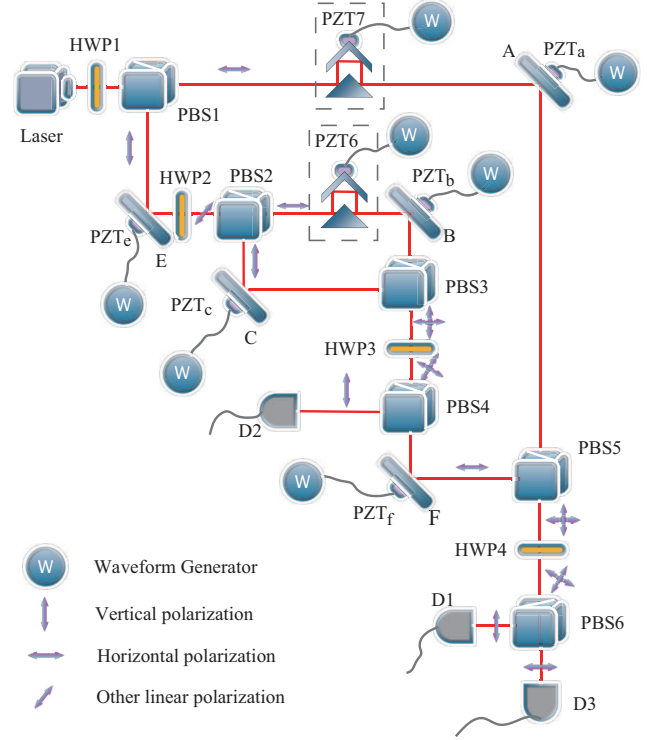 PZT7
W
A
PZTa
W
HWP1
Laser
PBS1
PZT6
W
HWP2
PBS2
PZTb
W
B
PZTe
E
W
PZTc
C
W
PBS3
HWP3
D2
PBS4
W
PZTf
F
PBS5
HWP4
W Waveform Generator
Vertical polarization
Horizontal polarization
Other linear polarization
D1
PBS6
D3